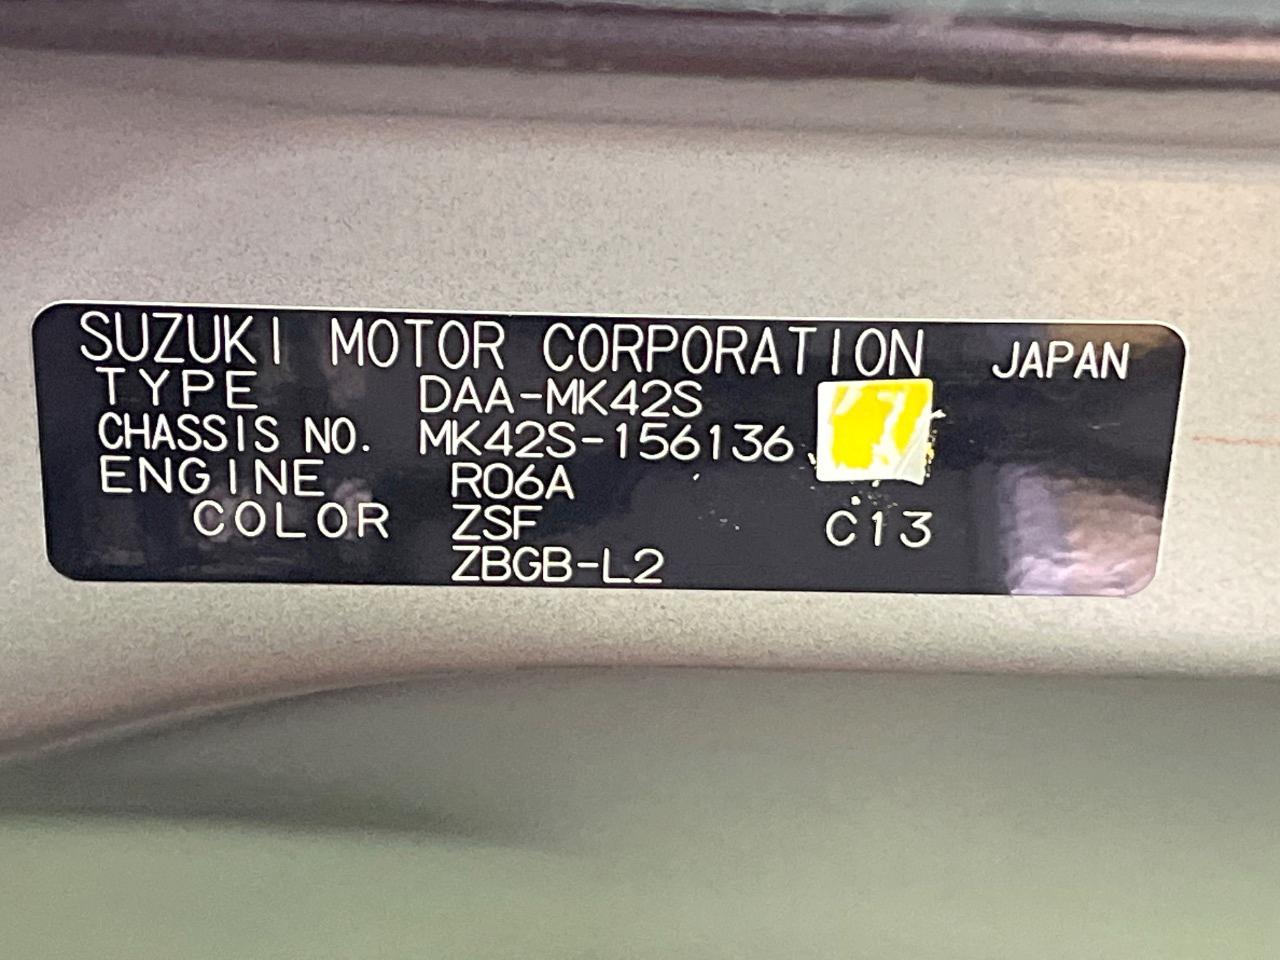 SUZUKI MOTOR CORPORATION JAPAN
TYPE DAA-MK42S
CHASSIS NO. MK42S-156136
ENGINE R06A
COLOR ZSF C13
ZBGB-L2